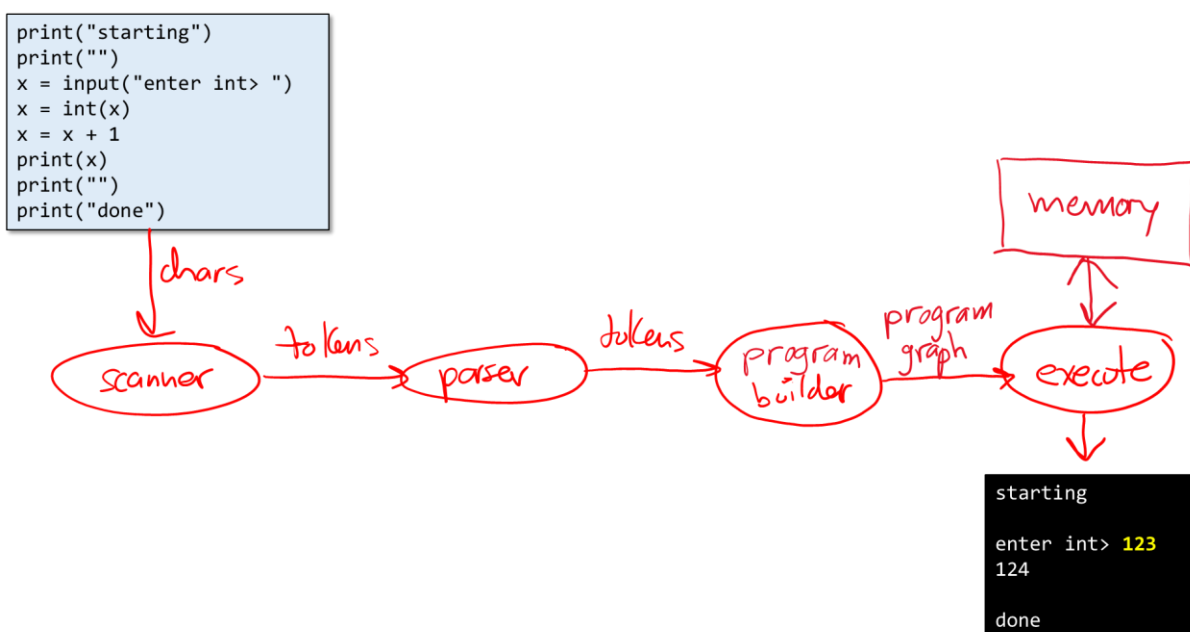 print("starting")
print("")
x = input("enter int> ")
x = int(x)
x = x + 1
print(x)
print("")
print("done")
memory
chars
tokens
tokens
program
graph
scanner
parser
program
builder
execute
starting
enter int> 123
124
done